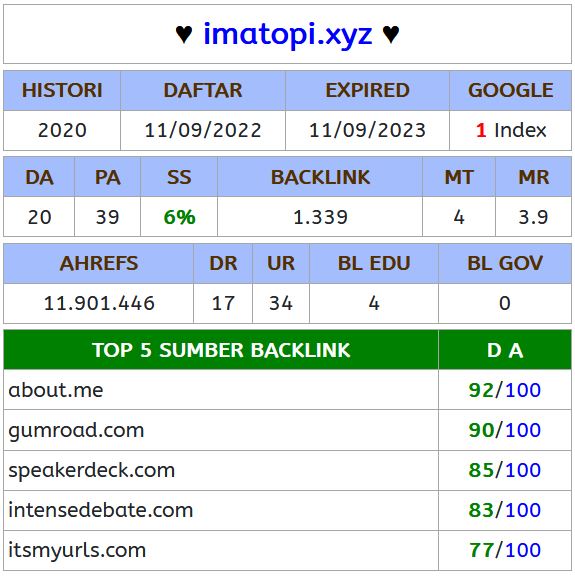 ♥ imatopi.xyz ♥
HISTORI DAFTAR EXPIRED GOOGLE
2020 11/09/2022 11/09/2023 1 Index
DA PA SS BACKLINK MT MR
20 39 6% 1.339 4 3.9
AHREFS DR UR BL EDU BL GOV
11.901.446 17 34 4 0
TOP 5 SUMBER BACKLINK D A
about.me 92/100
gumroad.com 90/100
speakerdeck.com 85/100
intensedebate.com 83/100
itsmyurls.com 77/100